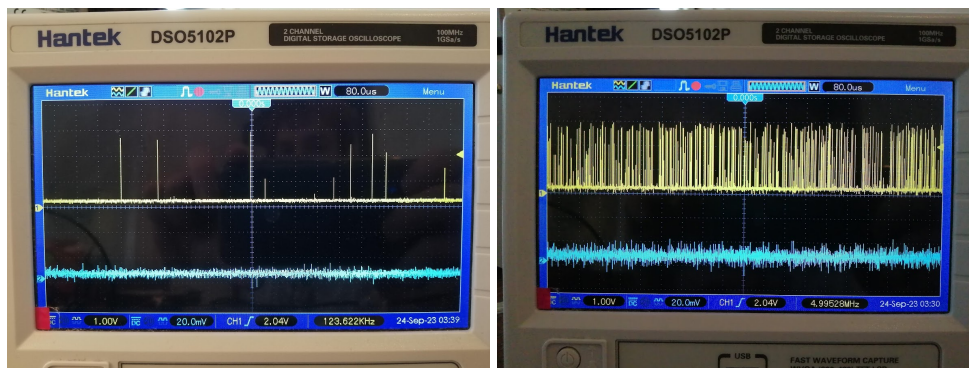 Hantek DSO5102P
2 CHANNEL
DIGITAL STORAGE OSCILLOSCOPE
100MHz
1GSa/s
Hantek W 80.0us Menu
0.000s
1.00V 20.0mV CH1 2.04V 123.622KHz 24-Sep-23 03:39
Hantek DSO5102P
2 CHANNEL
DIGITAL STORAGE OSCILLOSCOPE
100MHz
1GSa/s
Hantek W 80.0us Menu
0.000s
1.00V 20.0mV CH1 2.04V 4.99528MHz 24-Sep-23 03:30
USB
FAST WAVEFORM CAPTURE